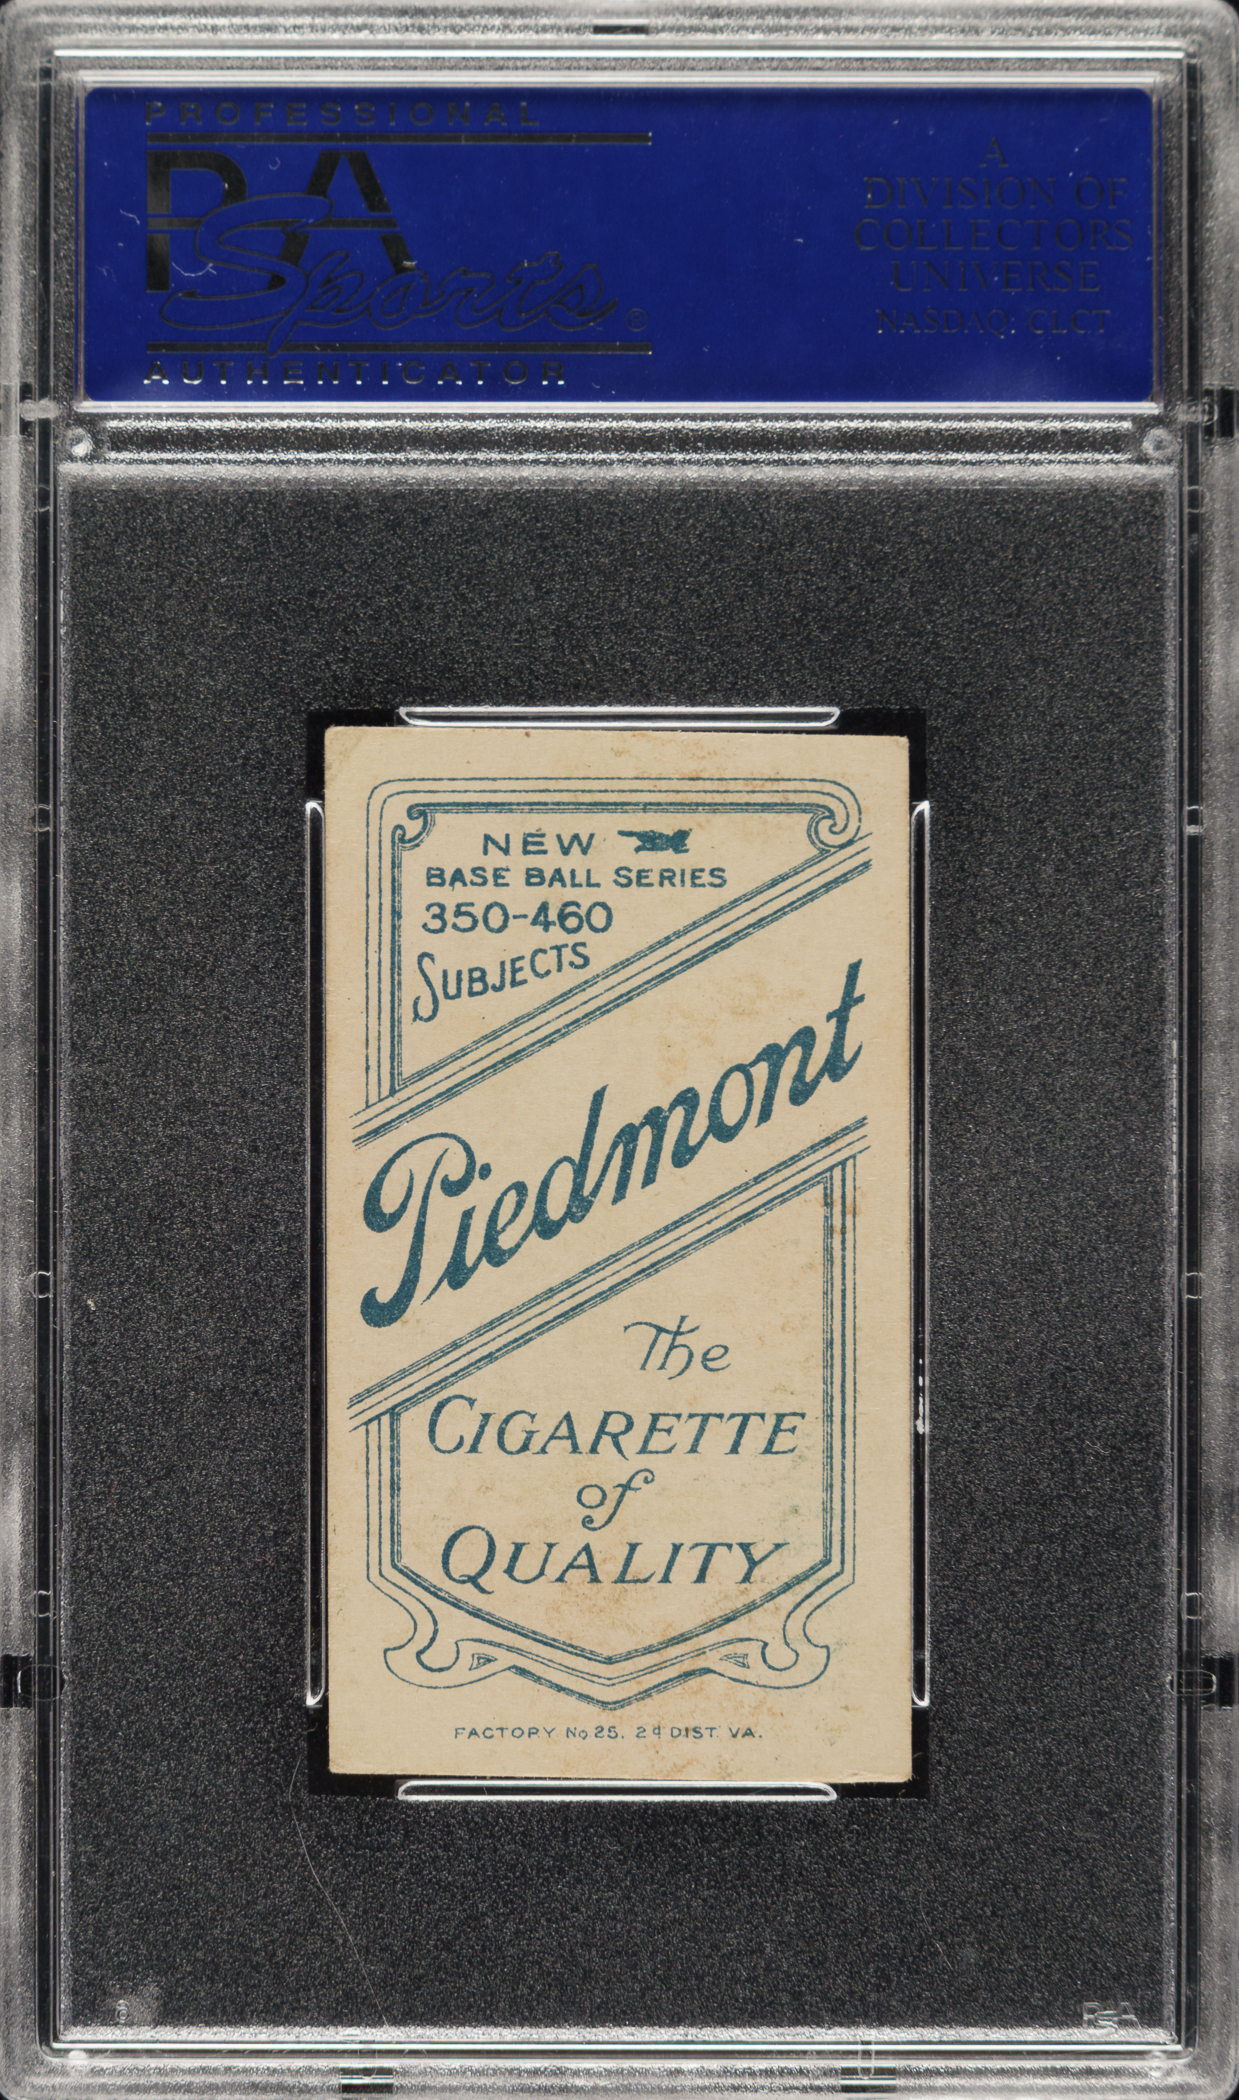 PROFESSIONAL
PSA
Sports®
AUTHENTICATOR
A
DIVISION OF
COLLECTORS
UNIVERSE
NASDAQ: CLCT
NEW
BASE BALL SERIES
350-460
SUBJECTS
Piedmont
The
CIGARETTE
of
QUALITY
FACTORY No 25, 2d DIST. VA.
PSA